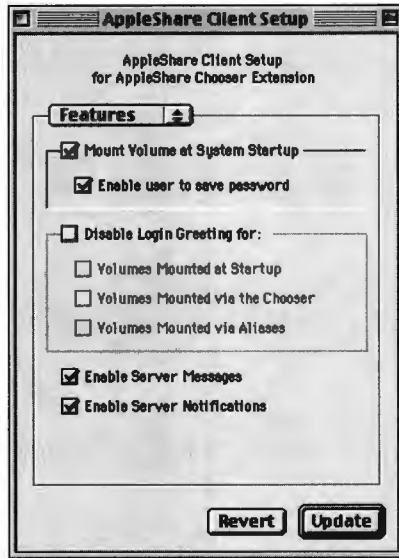 AppleShare Client Setup
AppleShare Client Setup
for AppleShare Chooser Extension
Features
Mount Volume at System Startup
Enable user to save password
Disable Login Greeting for:
Volumes Mounted at Startup
Volumes Mounted via the Chooser
Volumes Mounted via Aliases
Enable Server Messages
Enable Server Notifications
Revert
Update